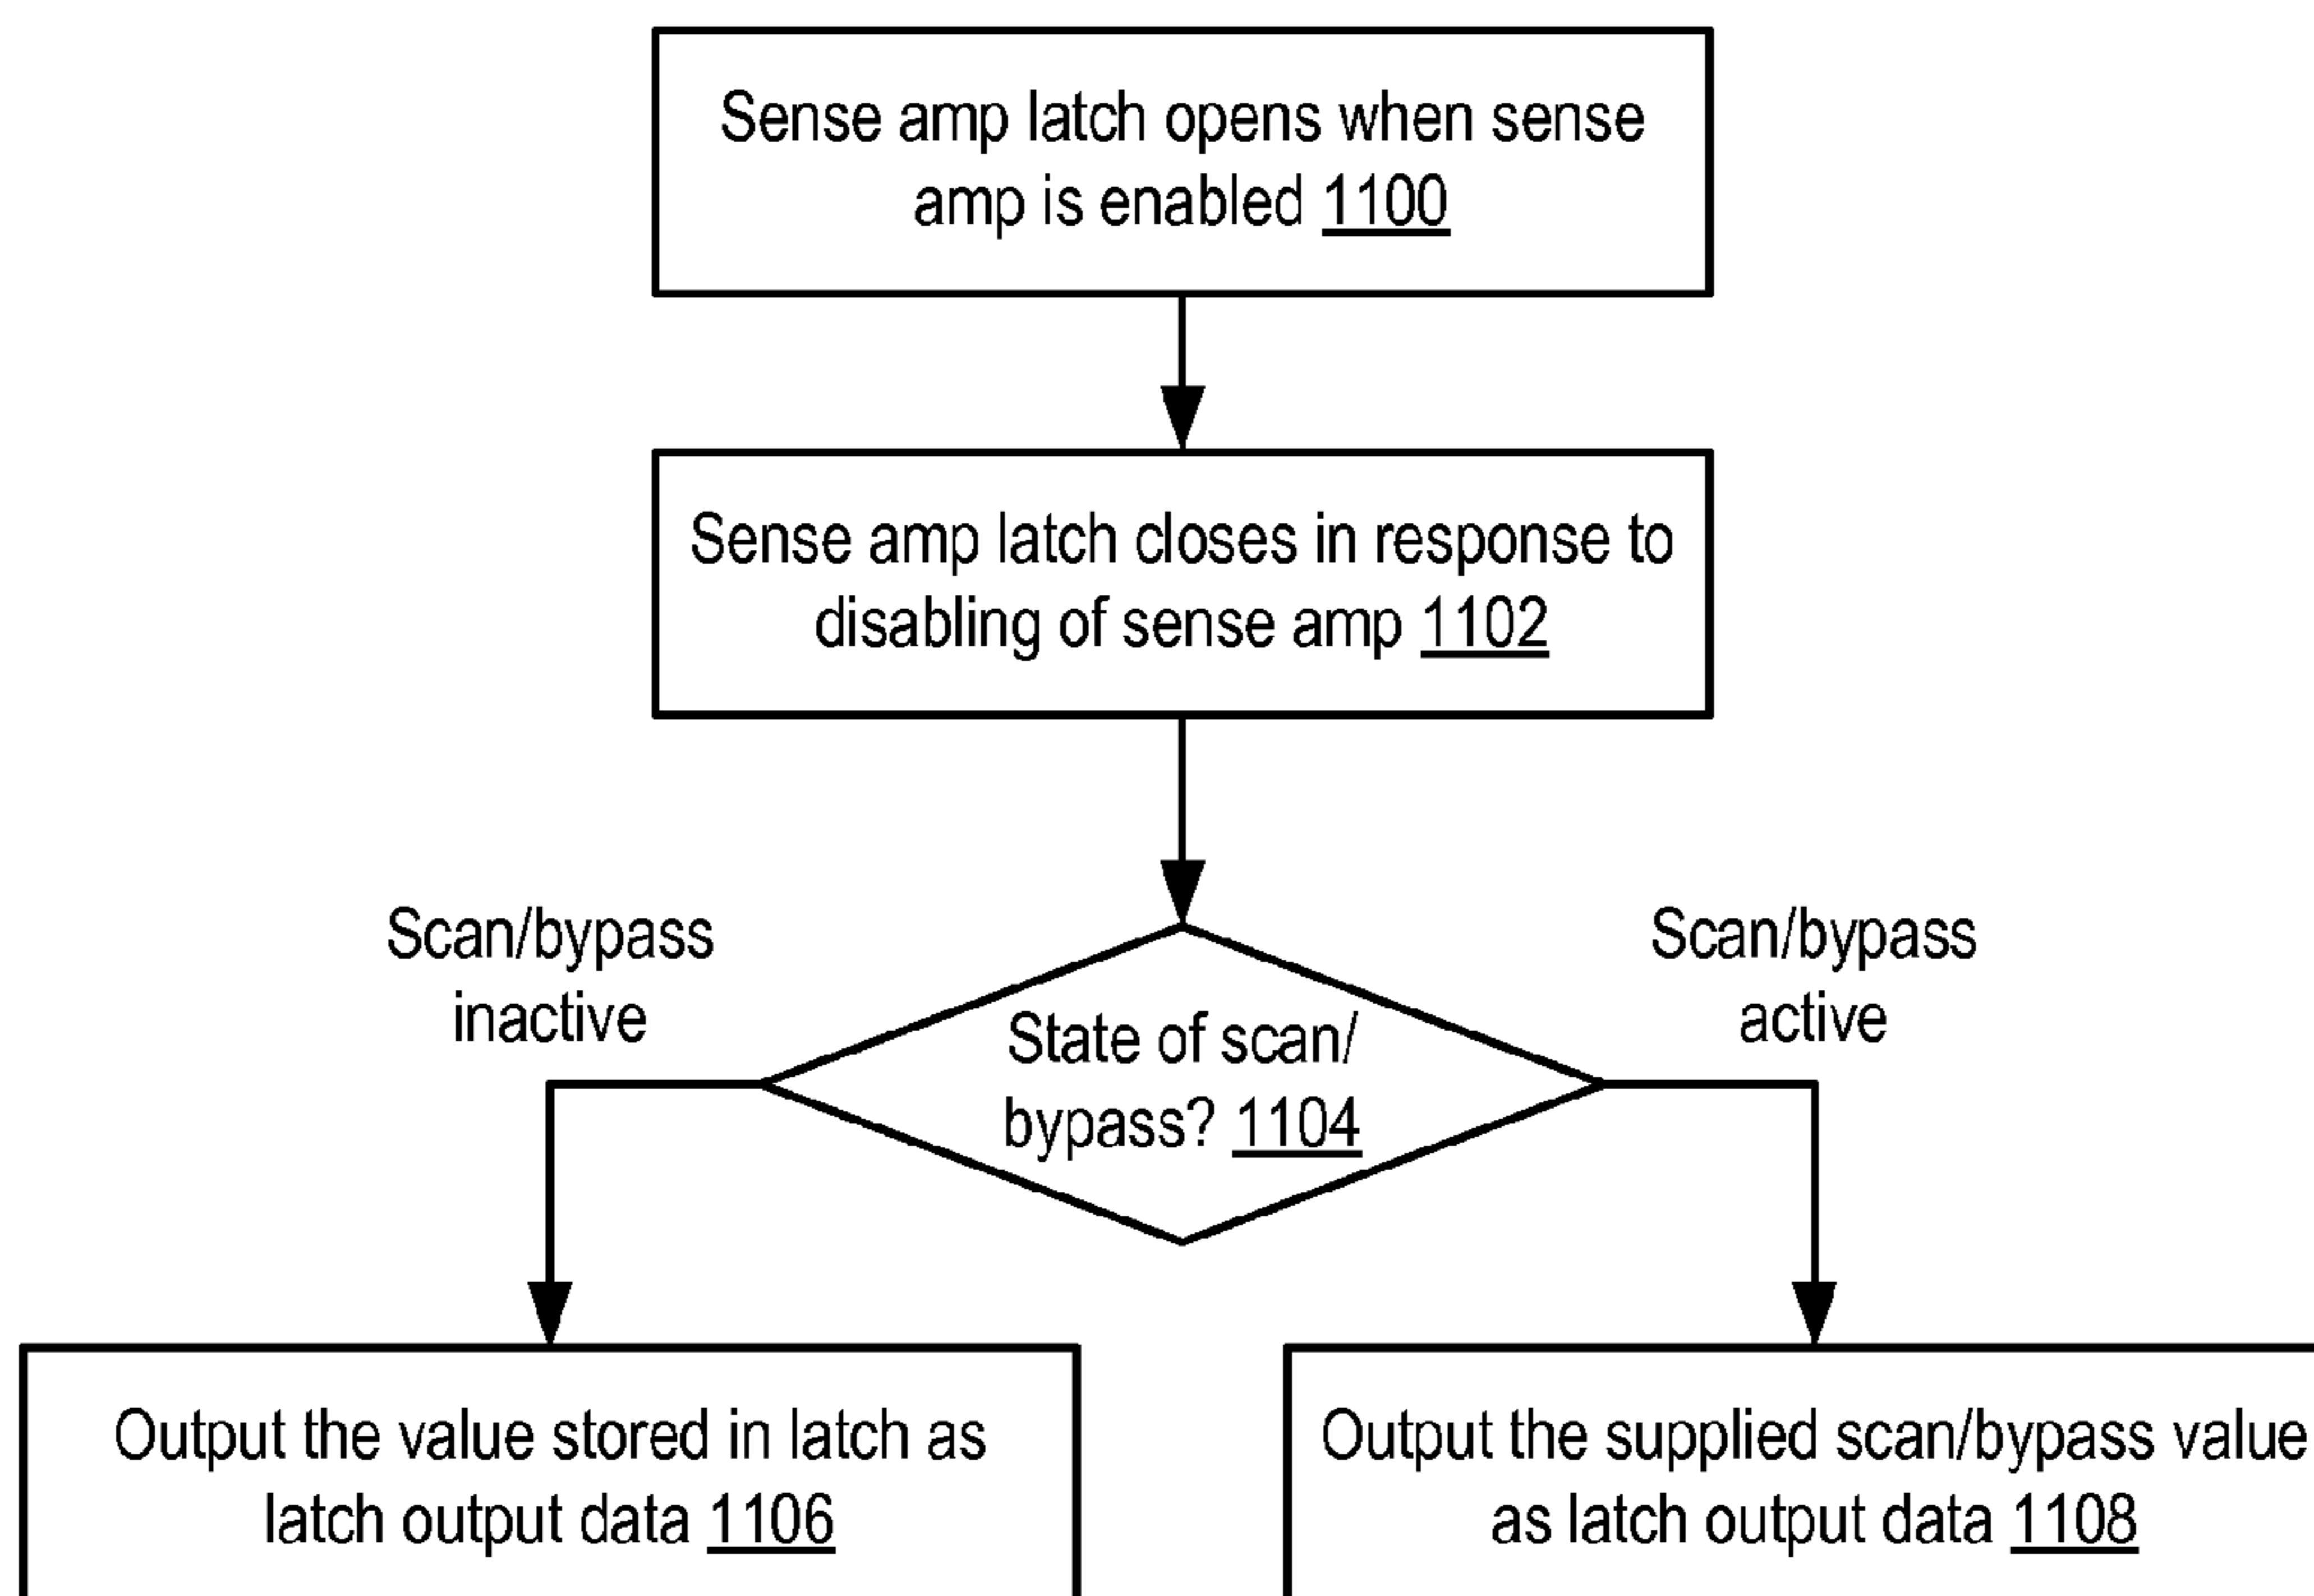 Sense amp latch opens when sense
amp is enabled 1100
Sense amp latch closes in response to
disabling of sense amp 1102
Scan/bypass
inactive
Scan/bypass
active
State of scan/
bypass? 1104
Output the value stored in latch as
latch output data 1106
Output the supplied scan/bypass value
as latch output data 1108